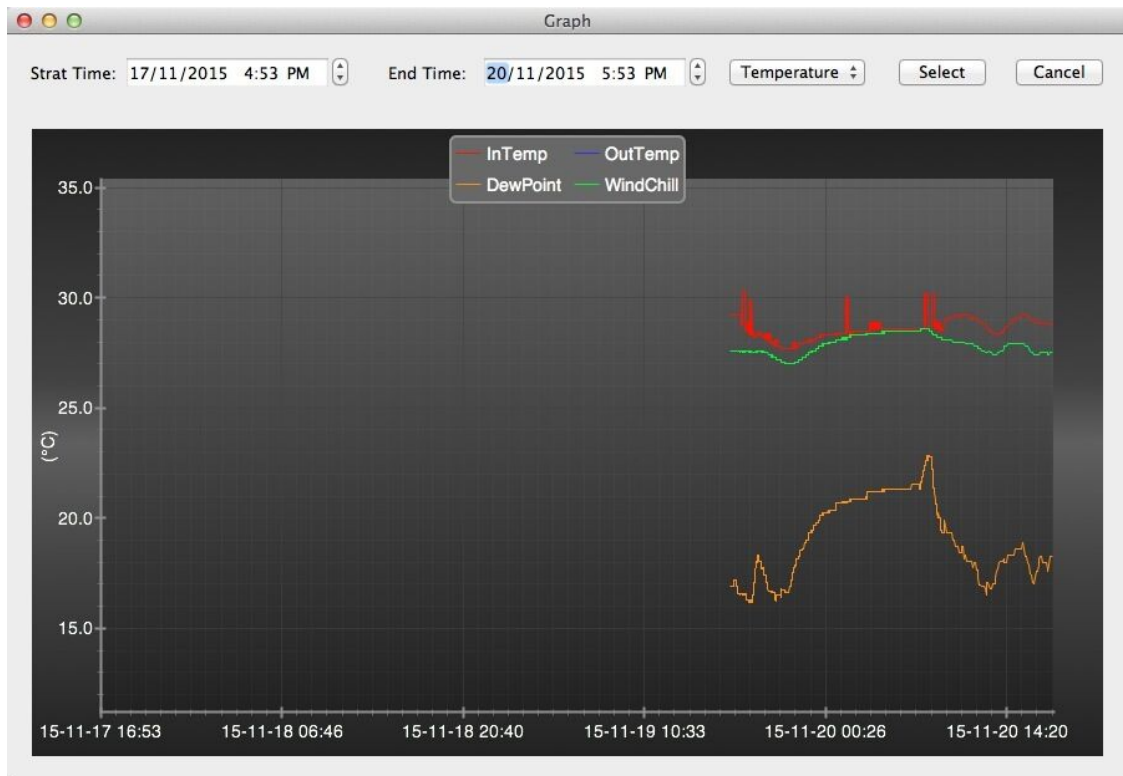 Graph
Strat Time: 17/11/2015 4:53 PM End Time: 20/11/2015 5:53 PM Temperature Select Cancel
InTemp OutTemp
DewPoint WindChill
35.0
30.0
25.0
(°C)
20.0
15.0
15-11-17 16:53 15-11-18 06:46 15-11-18 20:40 15-11-19 10:33 15-11-20 00:26 15-11-20 14:20